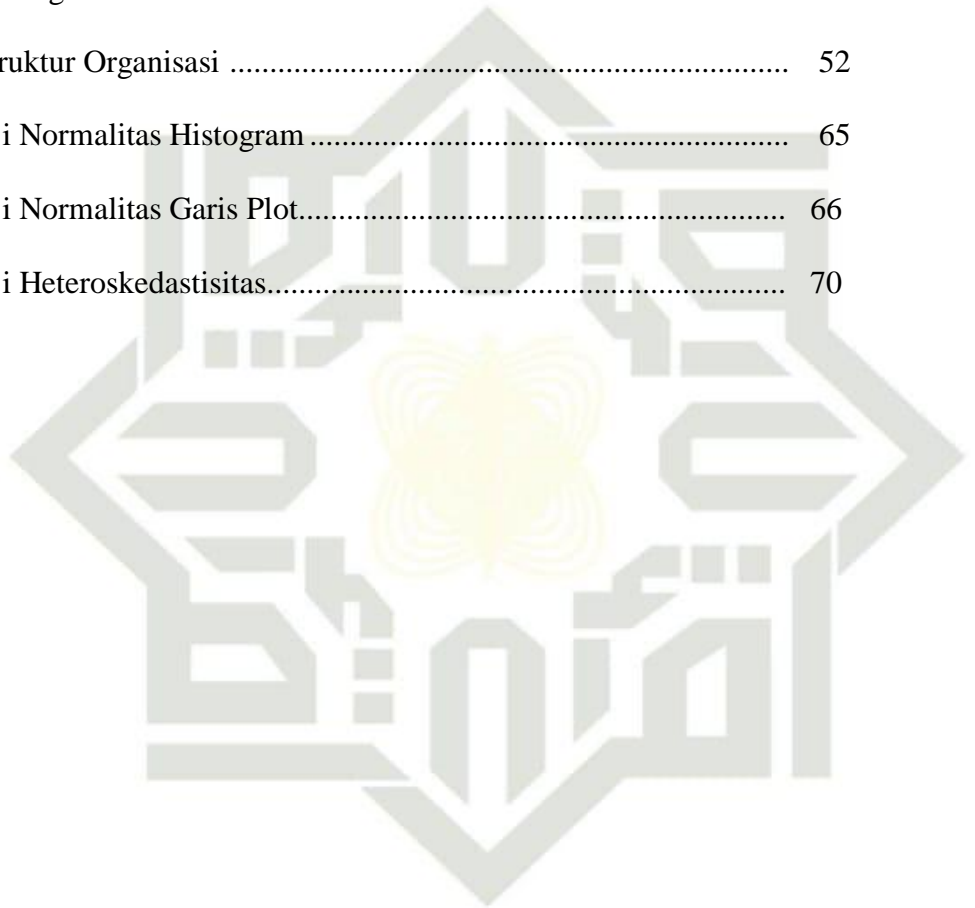 ruktur Organisasi ...................................................................... 52
i Normalitas Histogram ............................................................ 65
i Normalitas Garis Plot............................................................. 66
i Heteroskedastisitas................................................................. 70